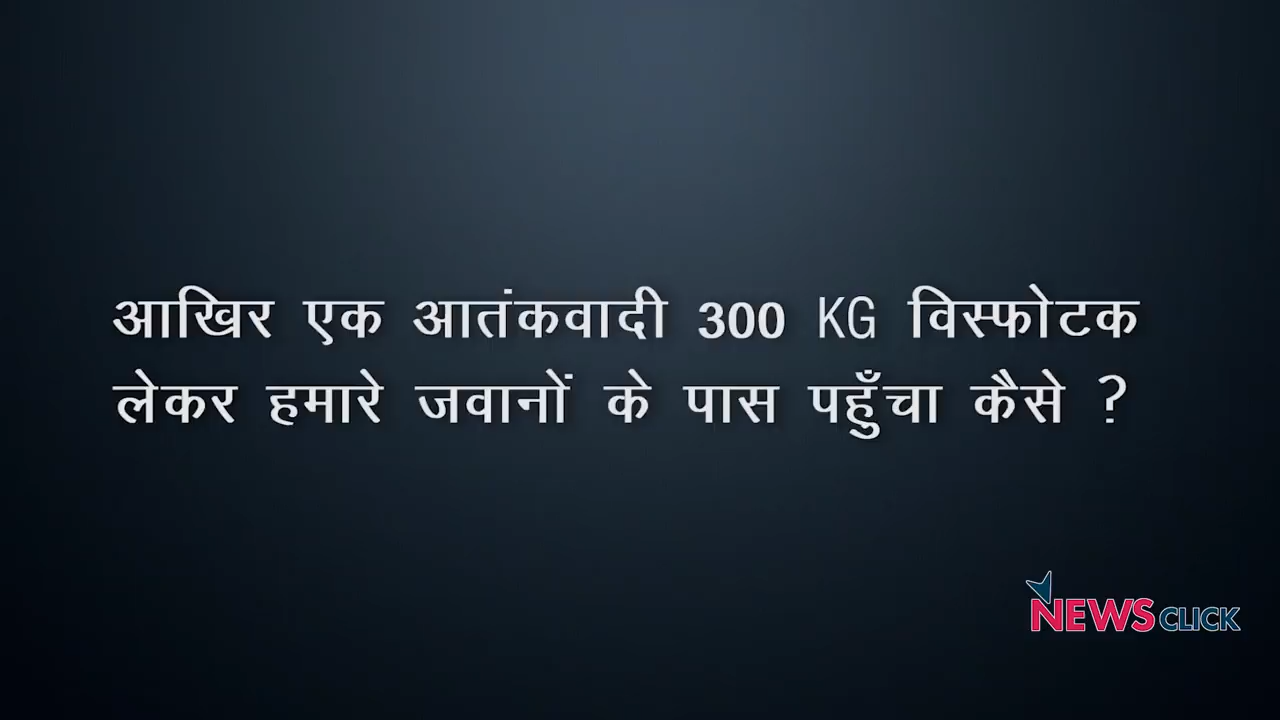 आखिर एक आतंकवादी 300 KG विस्फोटक
लेकर हमारे जवानों के पास पहुँचा कैसे ?
NEWSCLICK